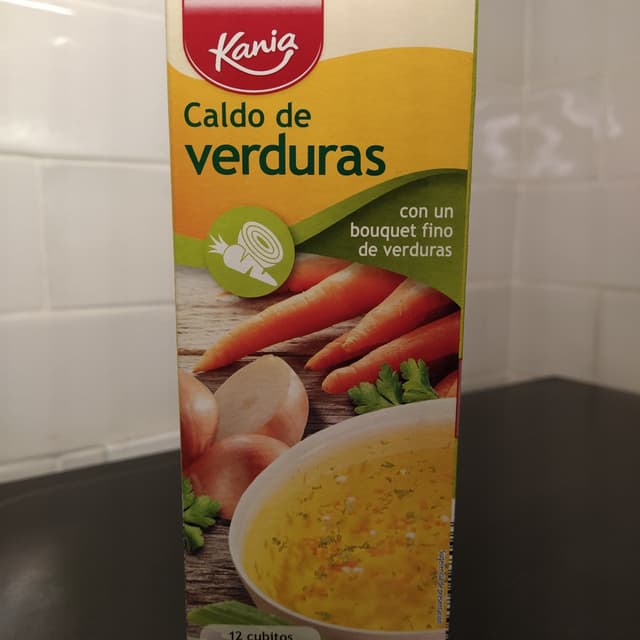 Kania
Caldo de
verduras
con un
bouquet fino
de verduras
12 cubitos